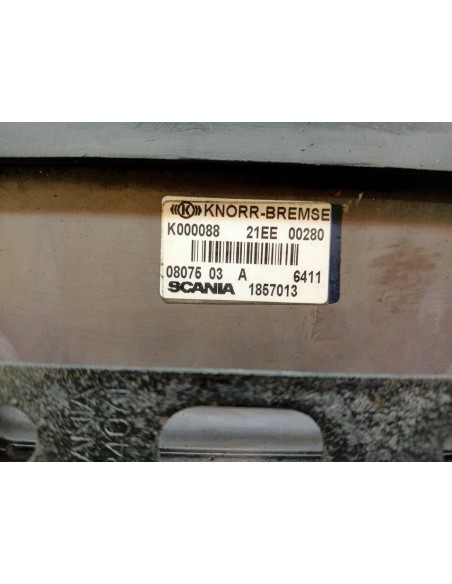 K KNORR-BREMSE
K000088 21EE 00280
08075 03 A 6411
SCANIA 1857013